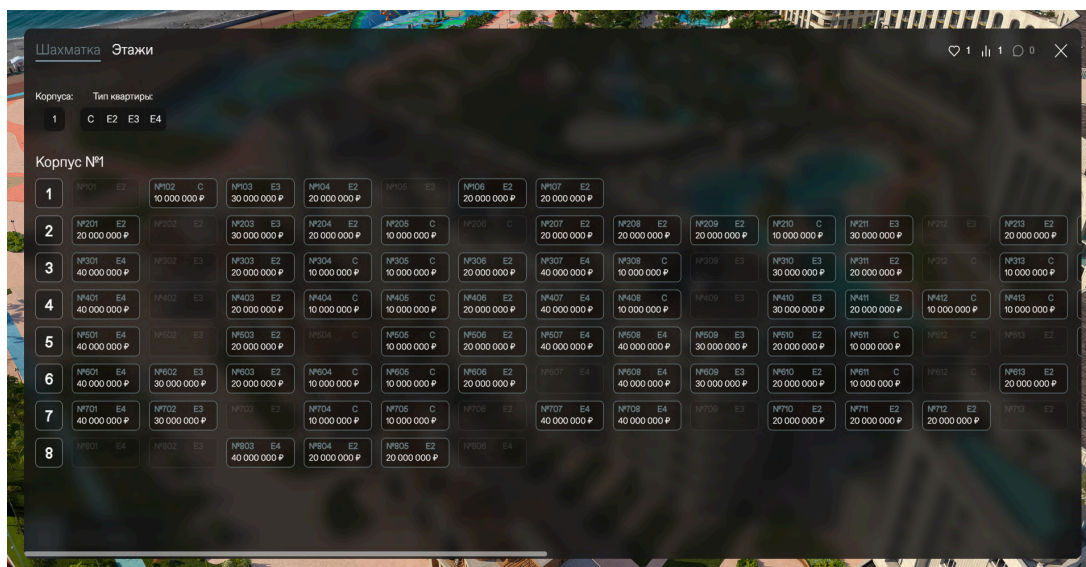 Шахматка Этажи
1 1 0
Корпуса: Тип квартиры:
1 C E2 E3 E4
Корпус №1
1 №101 E2 №102 C №103 E3 №104 E2 №105 E3 №106 E2 №107 E2
10 000 000 ₽ 30 000 000 ₽ 20 000 000 ₽ 20 000 000 ₽ 20 000 000 ₽
2 №201 E2 №202 E2 №203 E3 №204 E2 №205 C №206 C №207 E2 №208 E2 №209 E2 №210 C №211 E3 №212 E3 №213 E2
20 000 000 ₽ 30 000 000 ₽ 20 000 000 ₽ 10 000 000 ₽ 20 000 000 ₽ 20 000 000 ₽ 20 000 000 ₽ 10 000 000 ₽ 30 000 000 ₽ 20 000 000 ₽
3 №301 E4 №302 E3 №303 E2 №304 C №305 C №306 E2 №307 E4 №308 C №309 E3 №310 E3 №311 E2 №312 C №313 C
40 000 000 ₽ 20 000 000 ₽ 10 000 000 ₽ 10 000 000 ₽ 20 000 000 ₽ 40 000 000 ₽ 10 000 000 ₽ 30 000 000 ₽ 20 000 000 ₽ 10 000 000 ₽
4 №401 E4 №402 E3 №403 E2 №404 C №405 C №406 E2 №407 E4 №408 C №409 E3 №410 E3 №411 E2 №412 C №413 C
40 000 000 ₽ 20 000 000 ₽ 10 000 000 ₽ 10 000 000 ₽ 20 000 000 ₽ 40 000 000 ₽ 10 000 000 ₽ 30 000 000 ₽ 20 000 000 ₽ 10 000 000 ₽ 10 000 000 ₽
5 №501 E4 №502 E3 №503 E2 №504 C №505 C №506 E2 №507 E4 №508 E4 №509 E3 №510 E2 №511 C №512 C №513 E2
40 000 000 ₽ 20 000 000 ₽ 10 000 000 ₽ 20 000 000 ₽ 40 000 000 ₽ 40 000 000 ₽ 30 000 000 ₽ 20 000 000 ₽ 10 000 000 ₽
6 №601 E4 №602 E3 №603 E2 №604 C №605 C №606 E2 №607 E4 №608 E4 №609 E3 №610 E2 №611 C №612 C №613 E2
40 000 000 ₽ 30 000 000 ₽ 20 000 000 ₽ 10 000 000 ₽ 10 000 000 ₽ 20 000 000 ₽ 40 000 000 ₽ 30 000 000 ₽ 20 000 000 ₽ 10 000 000 ₽ 20 000 000 ₽
7 №701 E4 №702 E3 №703 E2 №704 C №705 C №706 E2 №707 E4 №708 E4 №709 E3 №710 E2 №711 E2 №712 E2 №713 E2
40 000 000 ₽ 30 000 000 ₽ 10 000 000 ₽ 10 000 000 ₽ 40 000 000 ₽ 40 000 000 ₽ 20 000 000 ₽ 20 000 000 ₽ 20 000 000 ₽
8 №801 E4 №802 E3 №803 E4 №804 E2 №805 E2 №806 E4
40 000 000 ₽ 20 000 000 ₽ 20 000 000 ₽